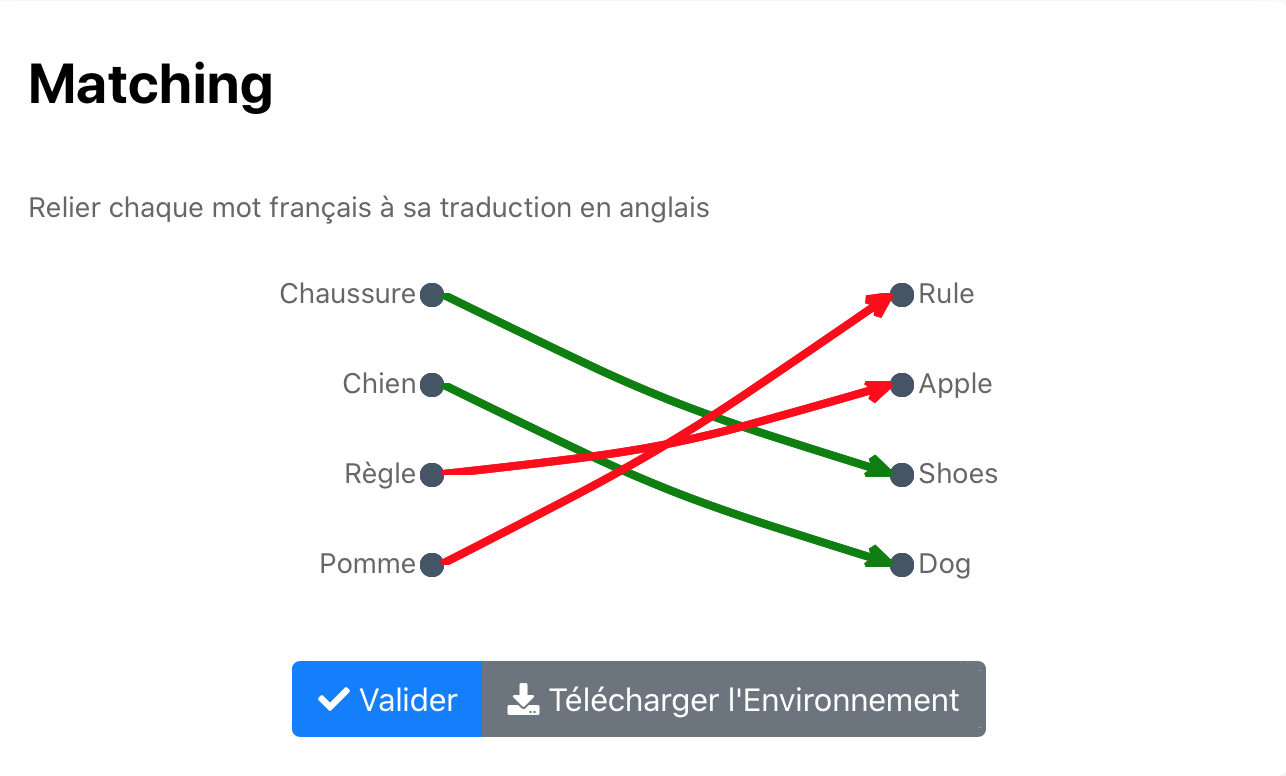 Matching
Relier chaque mot français à sa traduction en anglais
Chaussure Rule
Chien Apple
Règle Shoes
Pomme Dog
Valider Télécharger l'Environnement